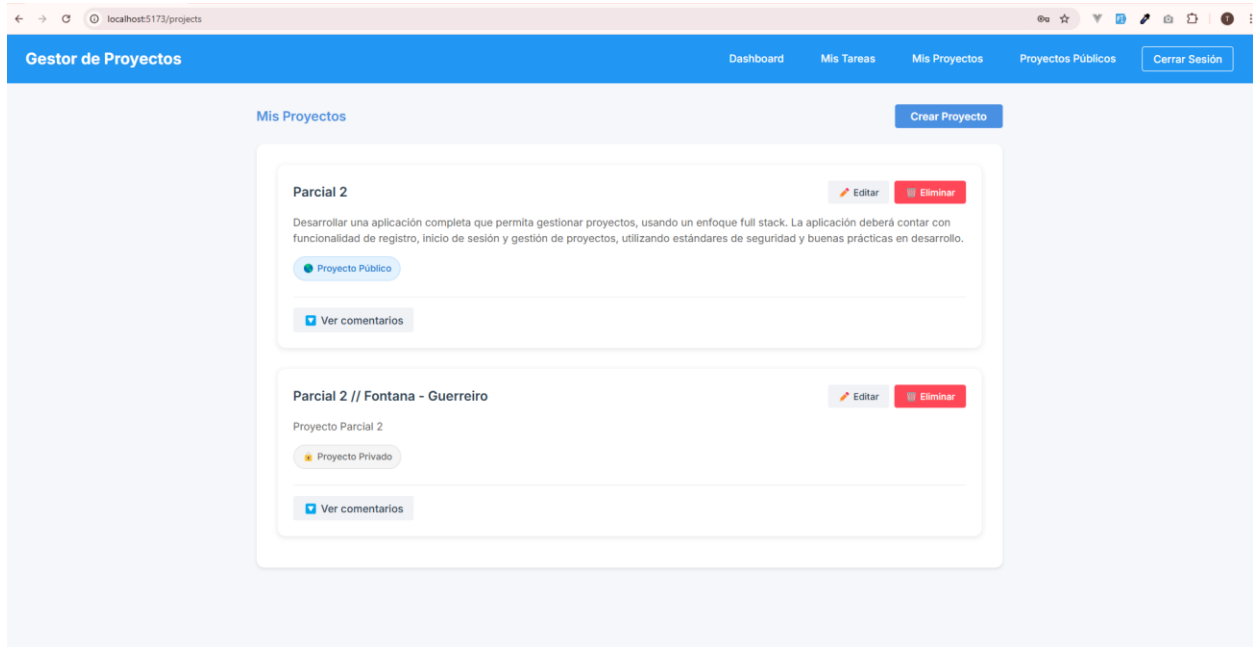 localhost:5173/projects
Gestor de Proyectos
Dashboard
Mis Tareas
Mis Proyectos
Proyectos Públicos
Cerrar Sesión
Mis Proyectos
Crear Proyecto
Parcial 2
Editar
Eliminar
Desarrollar una aplicación completa que permita gestionar proyectos, usando un enfoque full stack. La aplicación deberá contar con
funcionalidad de registro, inicio de sesión y gestión de proyectos, utilizando estándares de seguridad y buenas prácticas en desarrollo.
Proyecto Público
Ver comentarios
Parcial 2 // Fontana - Guerreiro
Editar
Eliminar
Proyecto Parcial 2
Proyecto Privado
Ver comentarios